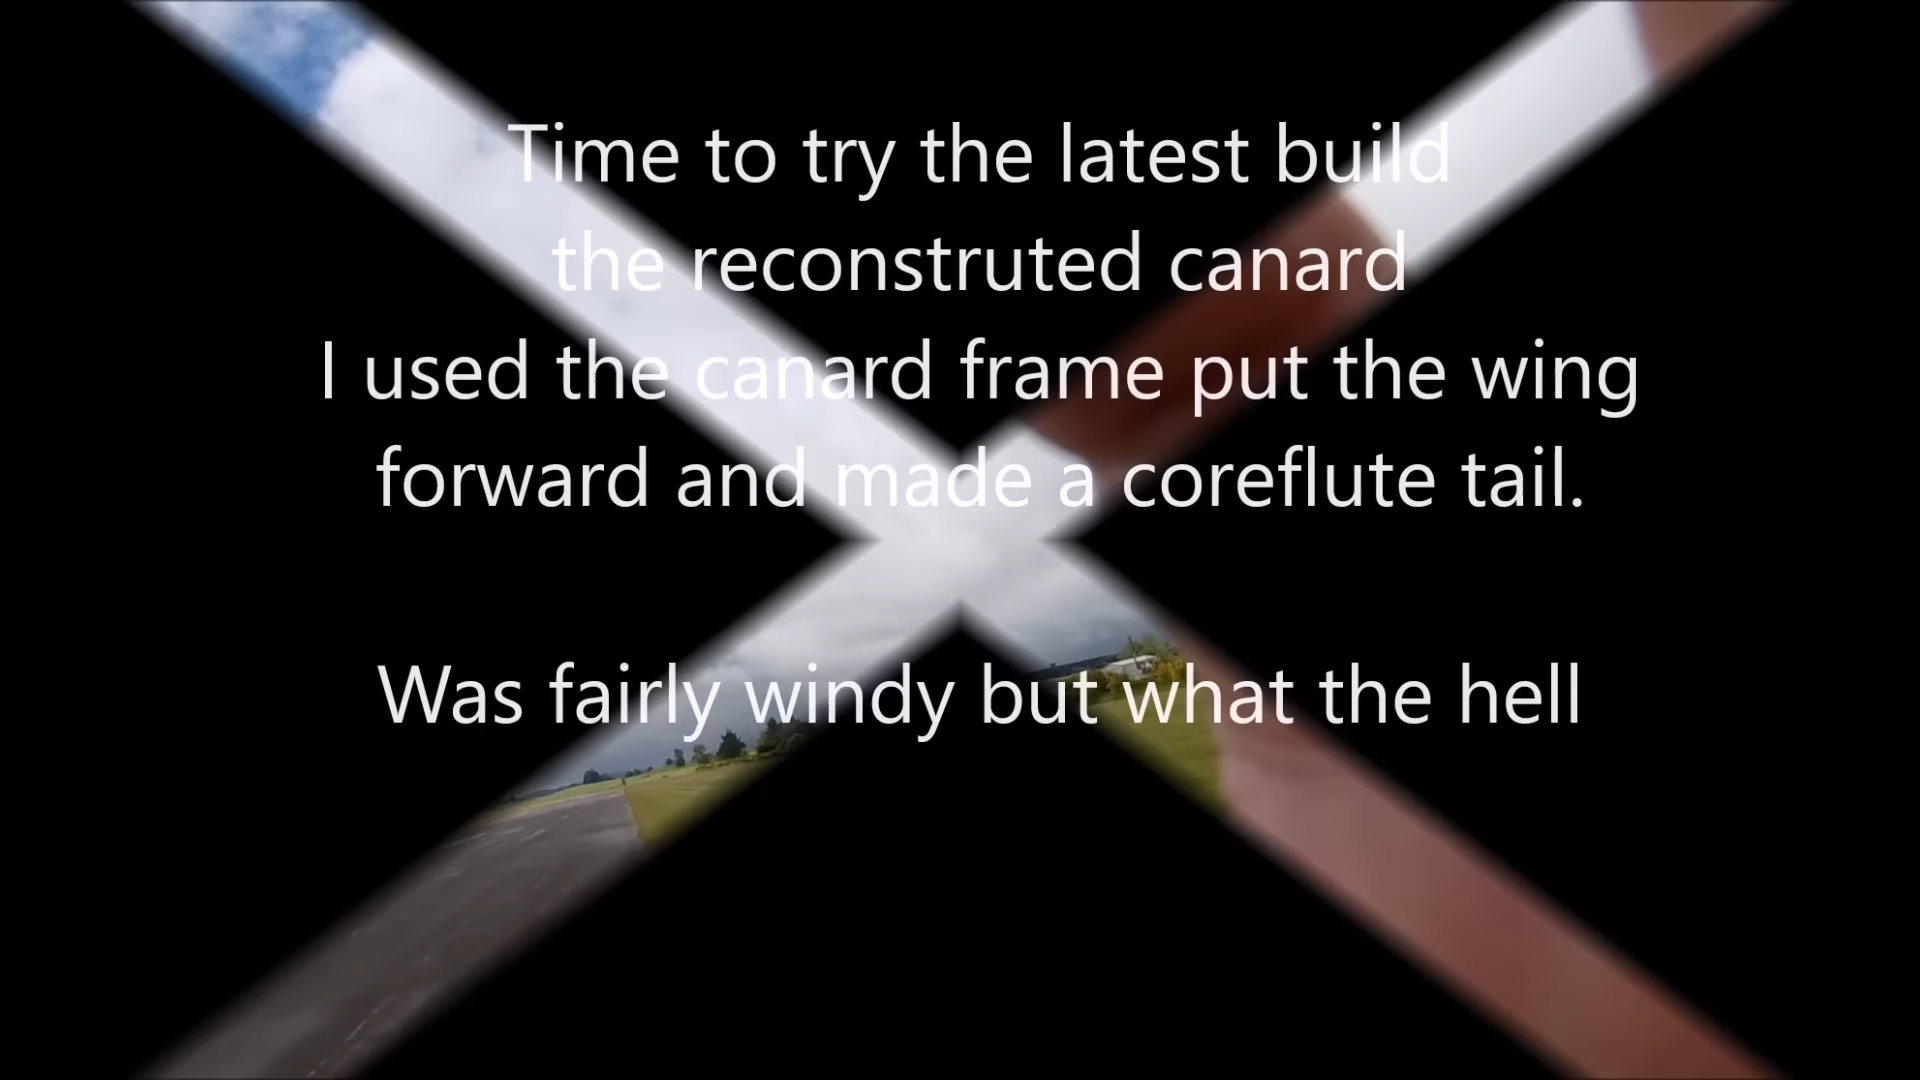 Time to try the latest build
the reconstruted canard
I used the canard frame put the wing
forward and made a coreflute tail.
Was fairly windy but what the hell